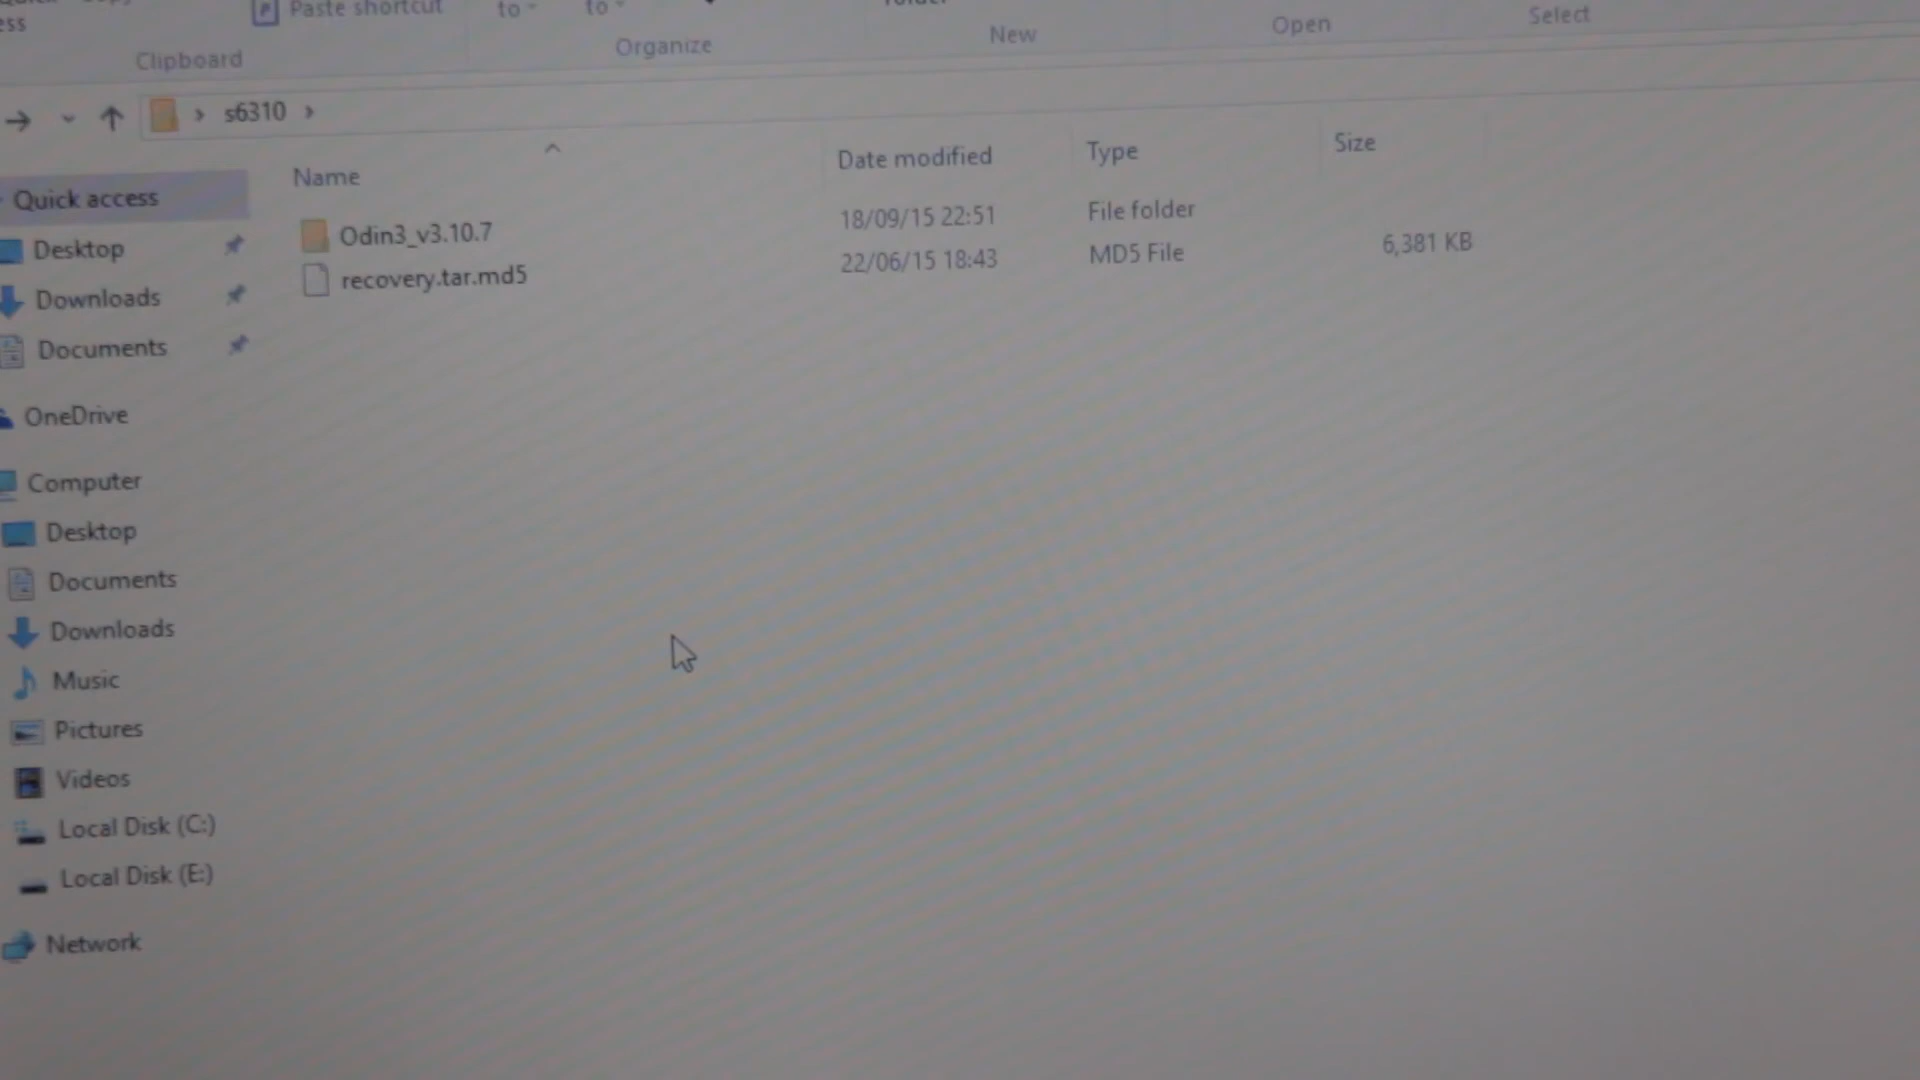 ess
Paste shortcut
to
to
Clipboard
Organize
New
Open
Select
s6310
Name
Date modified
Type
Size
Odin3_v3.10.7
18/09/15 22:51
File folder
recovery.tar.md5
22/06/15 18:43
MD5 File
6,381 KB
Quick access
Desktop
Downloads
Documents
OneDrive
Computer
Desktop
Documents
Downloads
Music
Pictures
Videos
Local Disk (C:)
Local Disk (E:)
Network